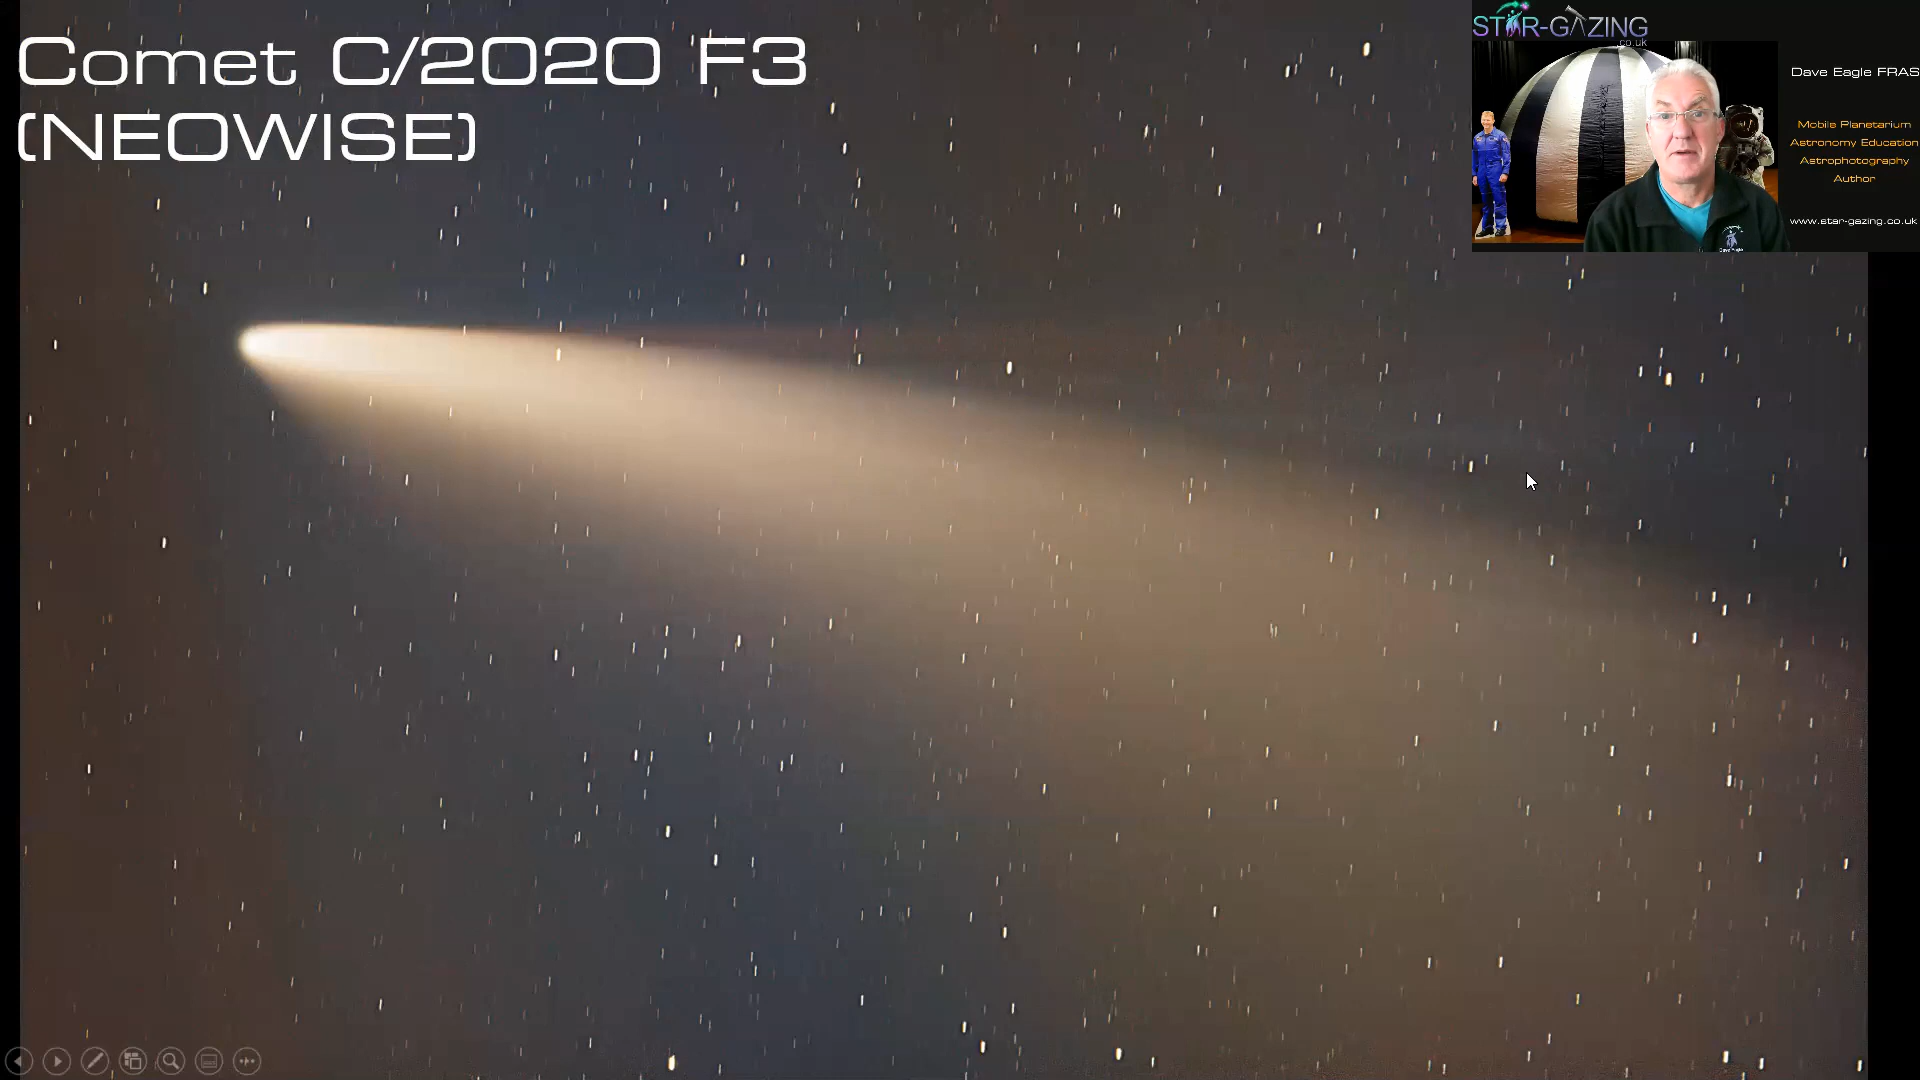 Comet C/2020 F3
(NEOWISE)
STAR-GAZING
.co.uk
Dave Eagle FRAS
Mobile Planetarium
Astronomy Education
Astrophotography
Author
www.star-gazing.co.uk